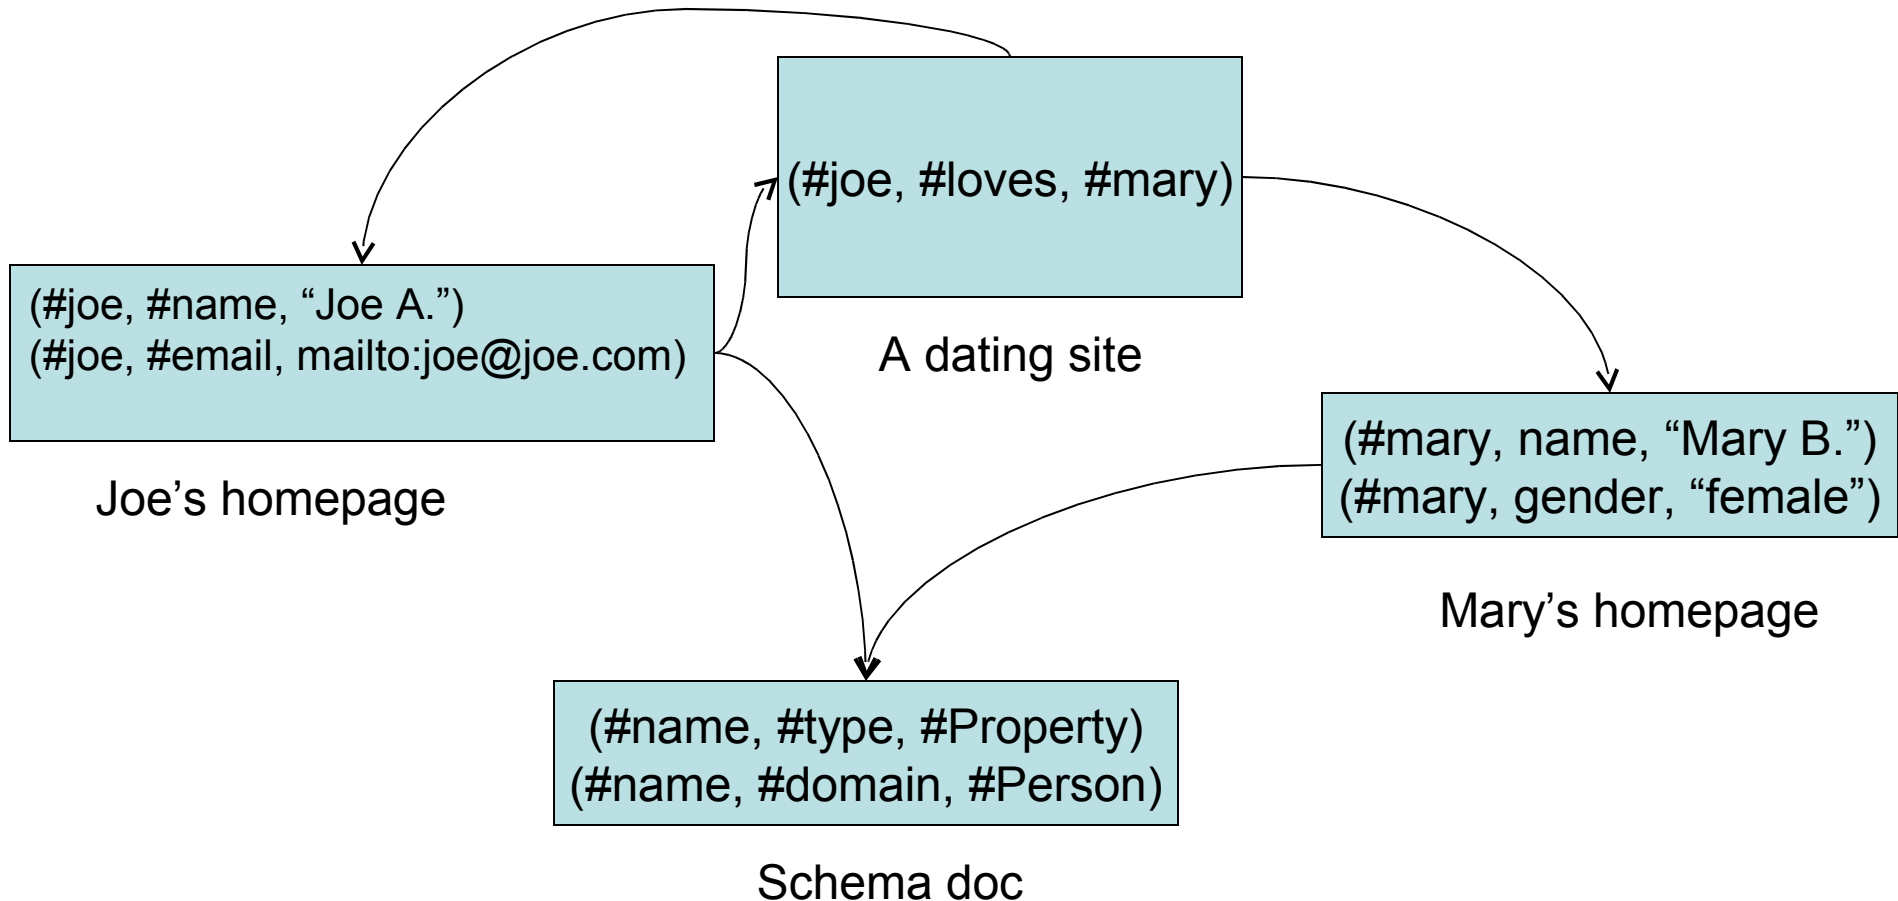 (#joe, #loves, #mary)
A dating site
(#joe, #name, “Joe A.”)
(#joe, #email, mailto:joe@joe.com)
Joe’s homepage
(#mary, name, “Mary B.”)
(#mary, gender, “female”)
Mary’s homepage
(#name, #type, #Property)
(#name, #domain, #Person)
Schema doc